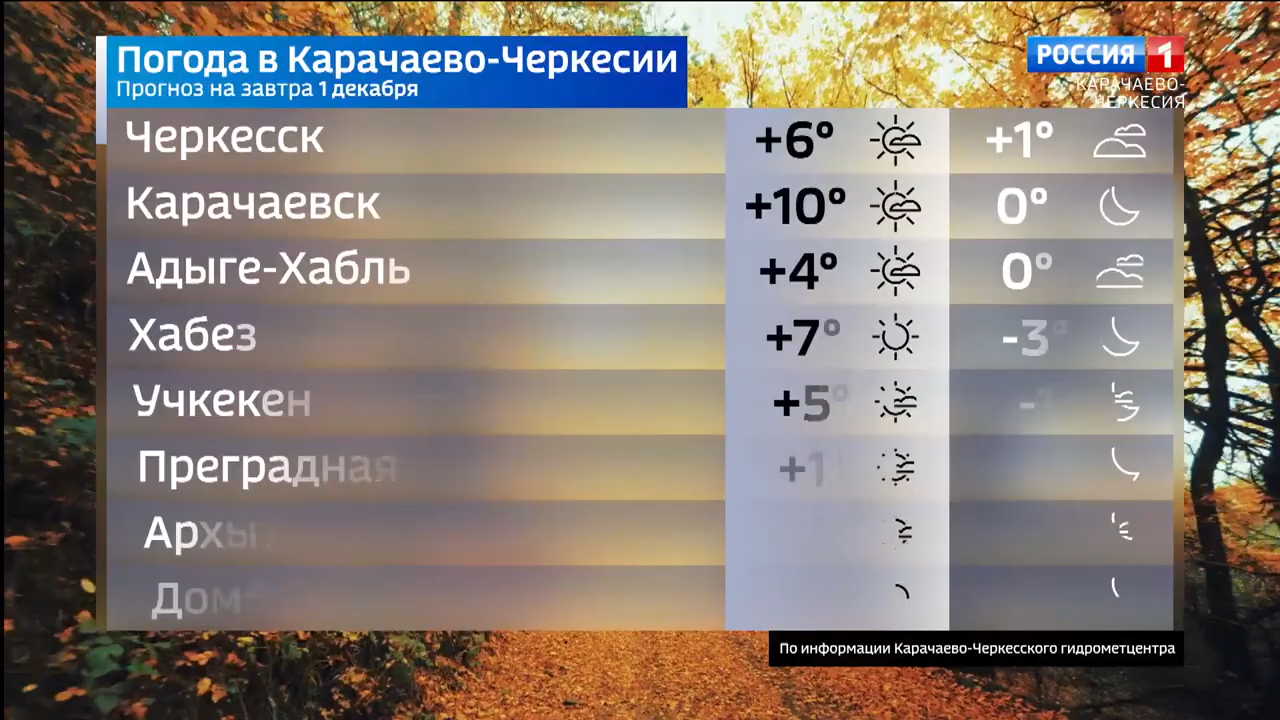 Погода в Карачаево-Черкесии
Прогноз на завтра 1 декабря
РОССИЯ 1
КАРАЧАЕВО-
ЧЕРКЕСИЯ
Черкесск +6° +1°
Карачаевск +10° 0°
Адыге-Хабль +4° 0°
Хабез +7° -3°
Учкекен +5°
Преградная
По информации Карачаево-Черкесского гидрометцентра